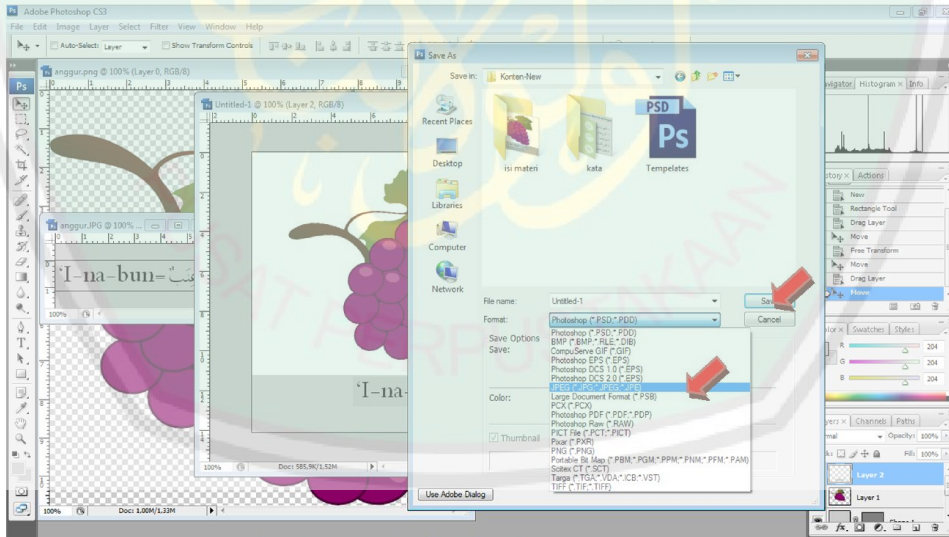 Adobe Photoshop CS3
File Edit Image Layer Select Filter View Window Help
Auto-Select: Layer Show Transform Controls
anggur.png @ 100% (Layer 0, RGB/8)
Untitled-1 @ 100% (Layer 2, RGB/8)
anggur.JPG @ 100% ...
'I-na-bun=
100%
'I-na-
100% Doc: 585,9K/1,52M
100% Doc: 1,00M/1,33M
Save As
Save in: Konten-New
Recent Places
Desktop
Libraries
Computer
Network
isi materi
kata
PSD
Ps
Templates
File name: Untitled-1
Format: Photoshop (*.PSD;*.PDD)
Cancel
Save Options
Save:
Color:
Thumbnail
Photoshop (*.PSD;*.PDD)
BMP (*.BMP;*.RLE;*.DIB)
CompuServe GIF (*.GIF)
Photoshop EPS (*.EPS)
Photoshop DCS 1.0 (*.EPS)
Photoshop DCS 2.0 (*.EPS)
JPEG (*.JPG;*.JPEG;*.JPE)
Large Document Format (*.PSB)
PCX (*.PCX)
Photoshop PDF (*.PDF;*.PDP)
Photoshop Raw (*.RAW)
PICT File (*.PCT;*.PICT)
Pixar (*.PXR)
PNG (*.PNG)
Portable Bit Map (*.PBM;*.PGM;*.PPM;*.PNM;*.PFM;*.PAM)
Scitex CT (*.SCT)
Targa (*.TGA;*.VDA;*.ICB;*.VST)
TIFF (*.TIF;*.TIFF)
Use Adobe Dialog
Histogram Info
Actions
New
Rectangle Tool
Drag Layer
Move
Free Transform
Move
Drag Layer
Move
Swatches Styles
R 204
G 204
B 204
Channels Paths
Opacity: 100%
Fill: 100%
Layer 2
Layer 1